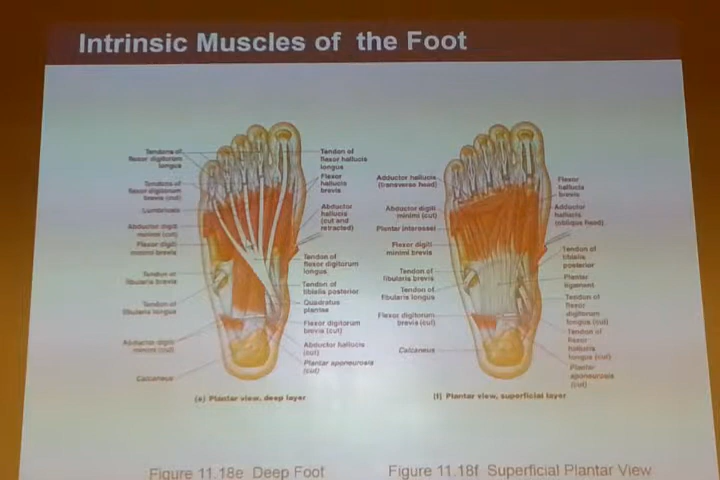 Intrinsic Muscles of the Foot
Tendons of
flexor digitorum
longus
Tendons of
flexor digitorum
brevis (cut)
Lumbricals
Abductor digiti
minimi (cut)
Flexor digiti
minimi brevis
Tendon of
fibularis brevis
Tendon of
fibularis longus
Abductor digiti
minimi (cut)
Calcaneus
Tendon of
flexor hallucis
longus
Flexor
hallucis
brevis
Abductor
hallucis
(cut and
retracted)
Tendon of
flexor digitorum
longus
Tendon of
tibialis posterior
Quadratus
plantae
Flexor digitorum
brevis (cut)
Abductor hallucis
(cut)
Plantar aponeurosis
(cut)
(e) Plantar view, deep layer
Figure 11.18e Deep Foot
Adductor hallucis
(transverse head)
Abductor digiti
minimi (cut)
Plantar interossei
Flexor digiti
minimi brevis
Tendon of
fibularis brevis
Tendon of
fibularis longus
Flexor digitorum
brevis (cut)
Calcaneus
Flexor
hallucis
brevis
Adductor
hallucis
(oblique head)
Tendon of
tibialis
posterior
Plantar
ligament
Tendon of
flexor
digitorum
longus (cut)
Tendon of
flexor
hallucis
longus (cut)
Plantar
aponeurosis
(cut)
(f) Plantar view, superficial layer
Figure 11.18f Superficial Plantar View